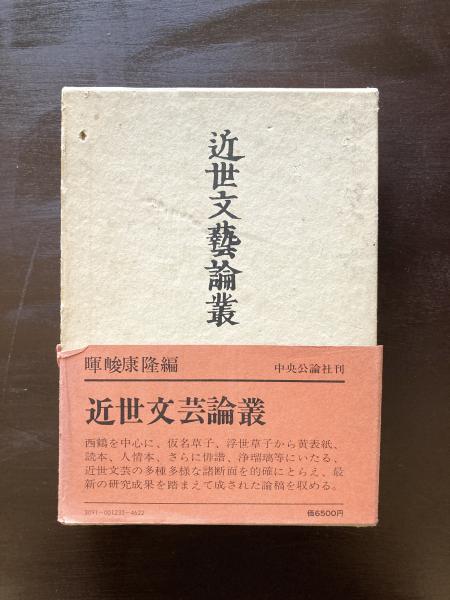 近世文藝論叢
暉峻康隆編
中央公論社刊
近世文芸論叢
西鶴を中心に、仮名草子、浮世草子から黄表紙、
読本、人情本、さらに俳諧、浄瑠璃等にいたる、
近世文芸の多種多様な諸断面を的確にとらえ、最
新の研究成果を踏まえて成された論稿を収める。
3091-001233-4622
価6500円